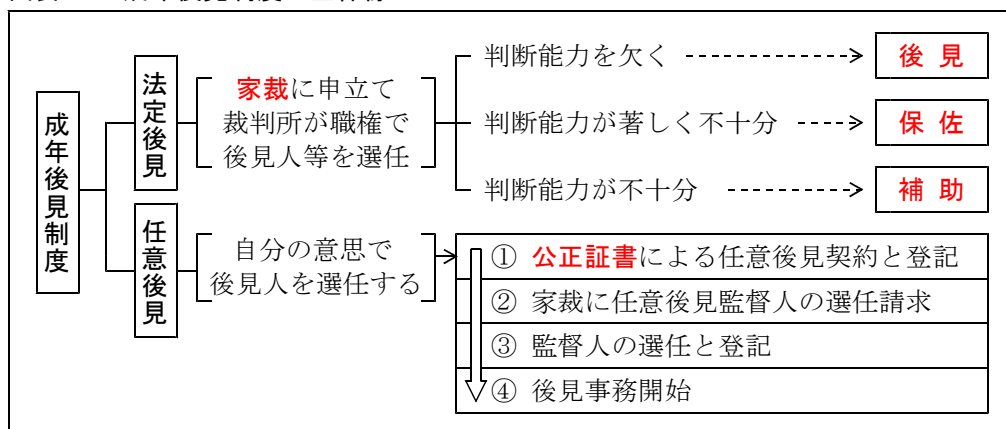 成年後見制度
法定後見
家裁に申立て
裁判所が職権で
後見人等を選任
判断能力を欠く
後 見
判断能力が著しく不十分
保 佐
判断能力が不十分
補 助
任意後見
自分の意思で
後見人を選任する
① 公正証書による任意後見契約と登記
② 家裁に任意後見監督人の選任請求
③ 監督人の選任と登記
④ 後見事務開始